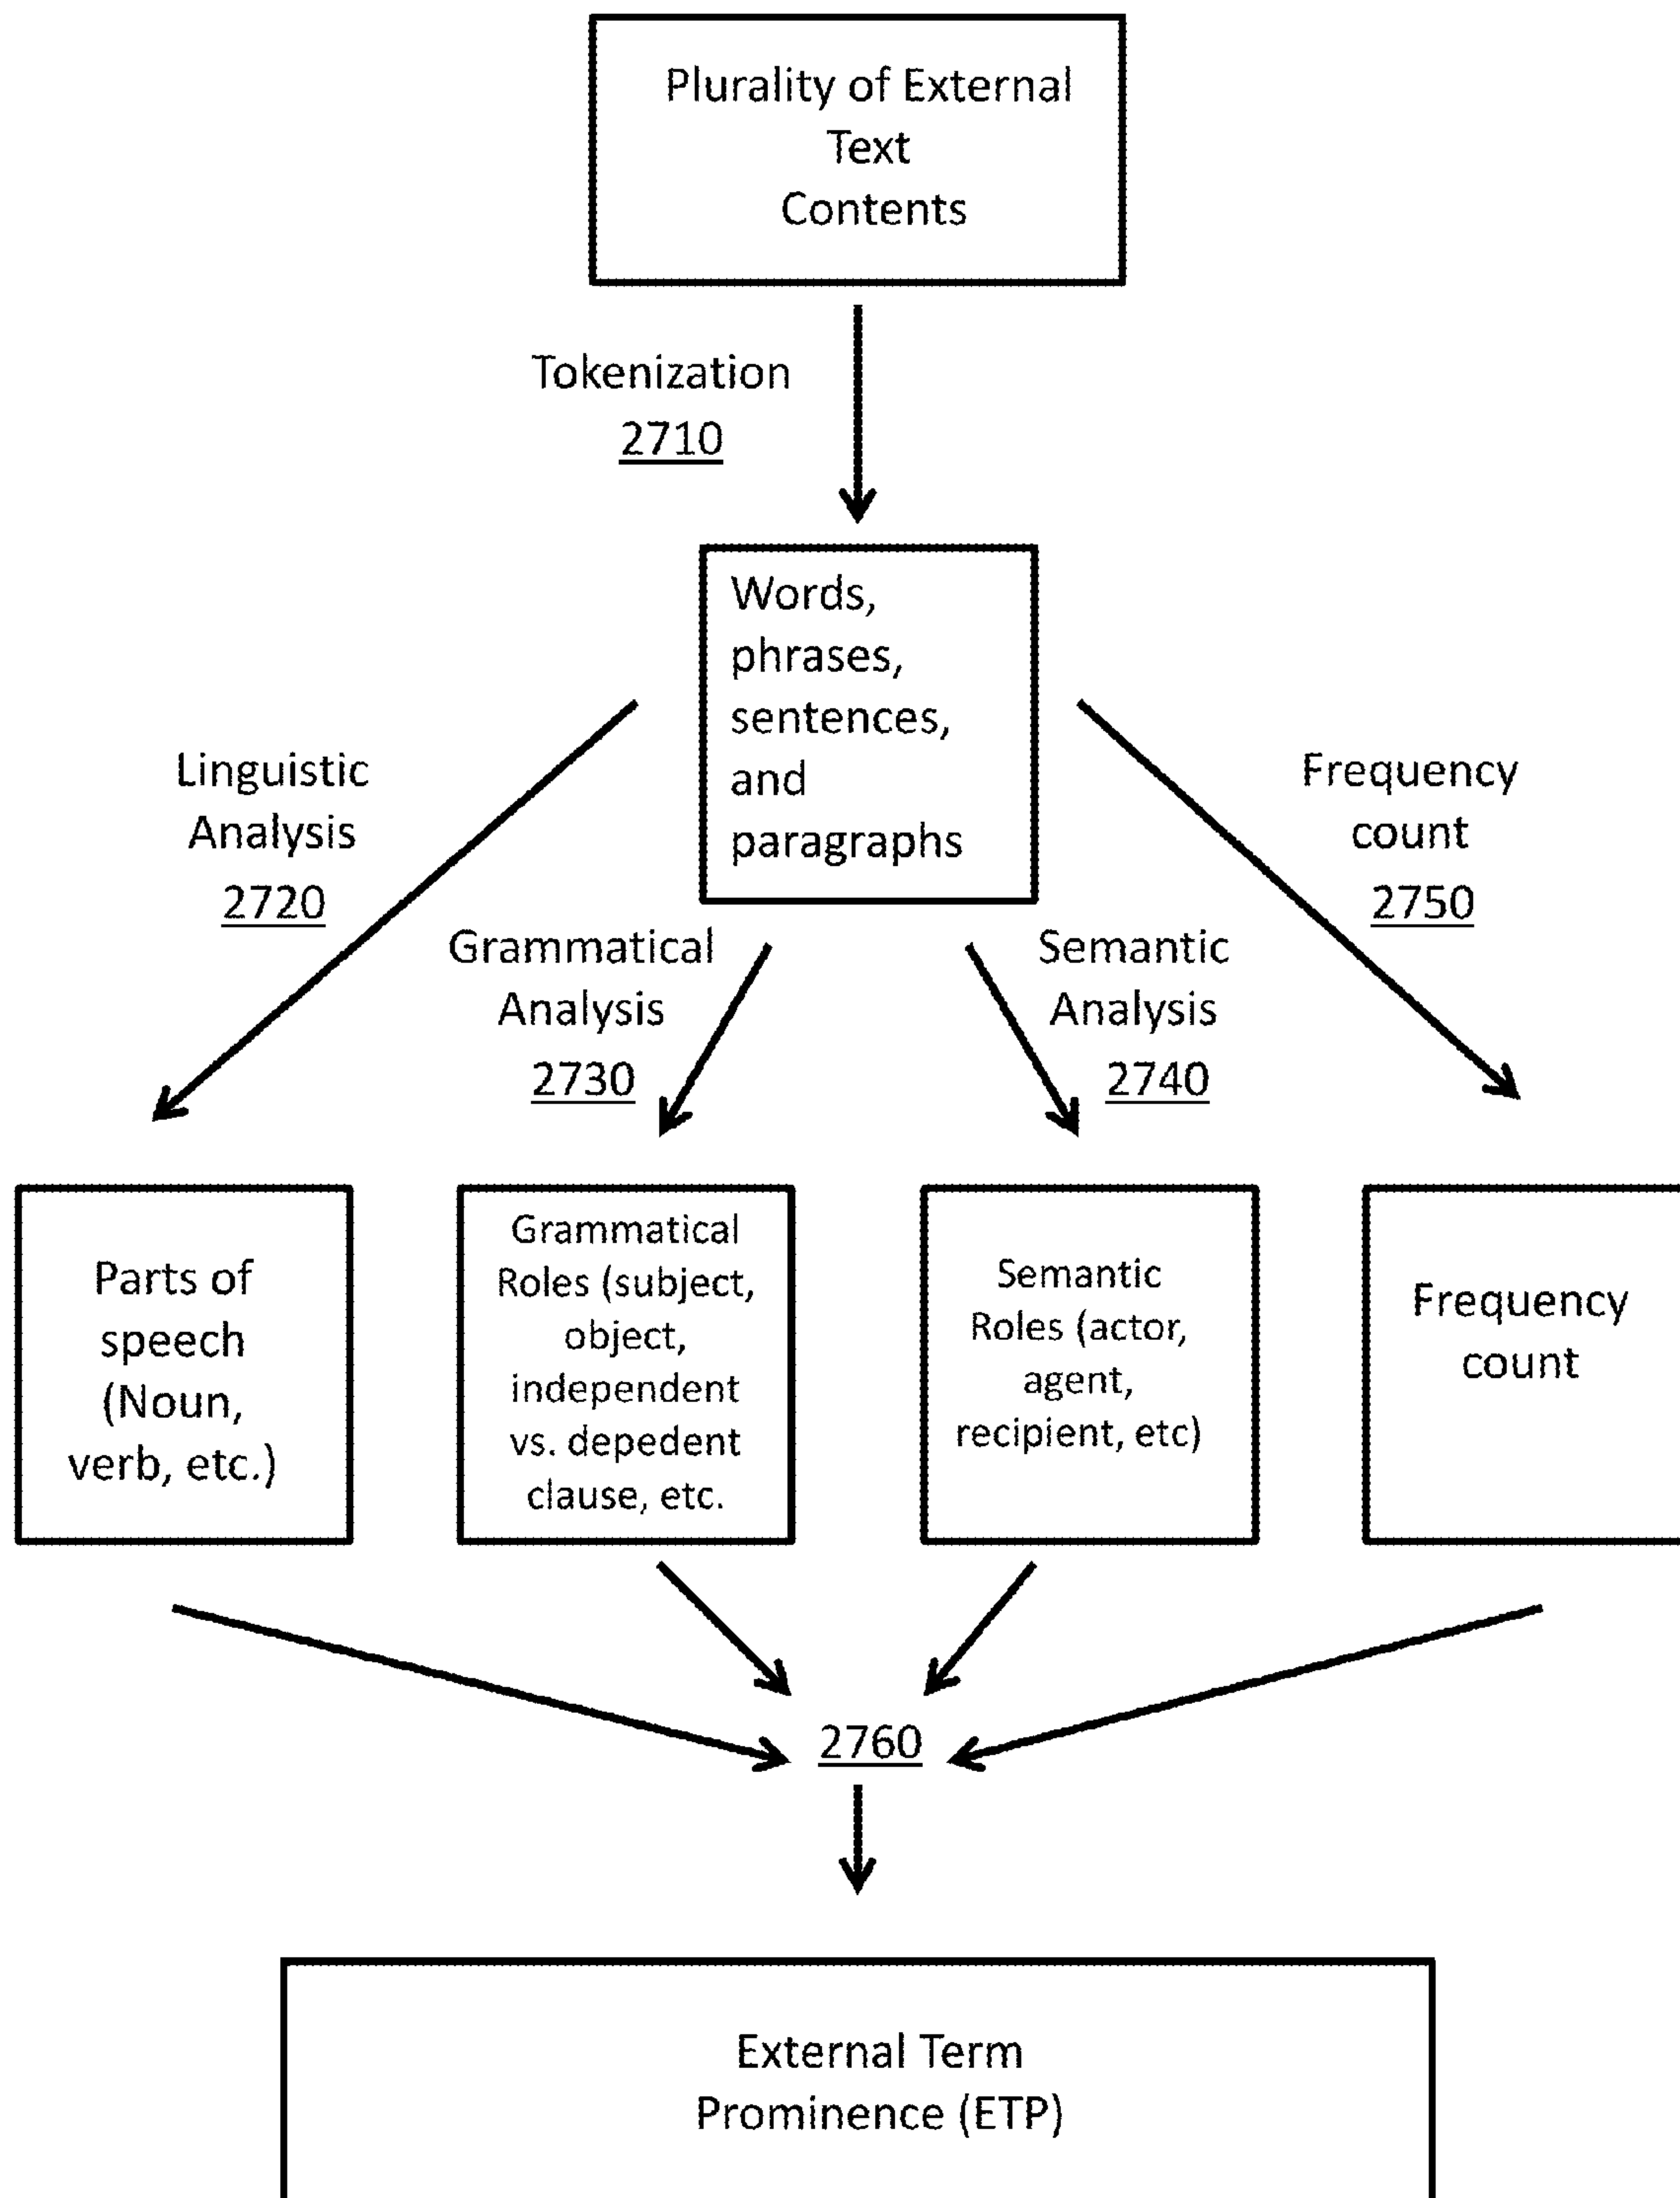 Plurality of External
Text
Contents
Tokenization
2710
Words,
phrases,
sentences,
and
paragraphs
Linguistic
Analysis
2720
Frequency
count
2750
Grammatical
Analysis
2730
Semantic
Analysis
2740
Parts of
speech
(Noun,
verb, etc.)
Grammatical
Roles (subject,
object,
independent
vs. depedent
clause, etc.
Semantic
Roles (actor,
agent,
recipient, etc)
Frequency
count
2760
External Term
Prominence (ETP)